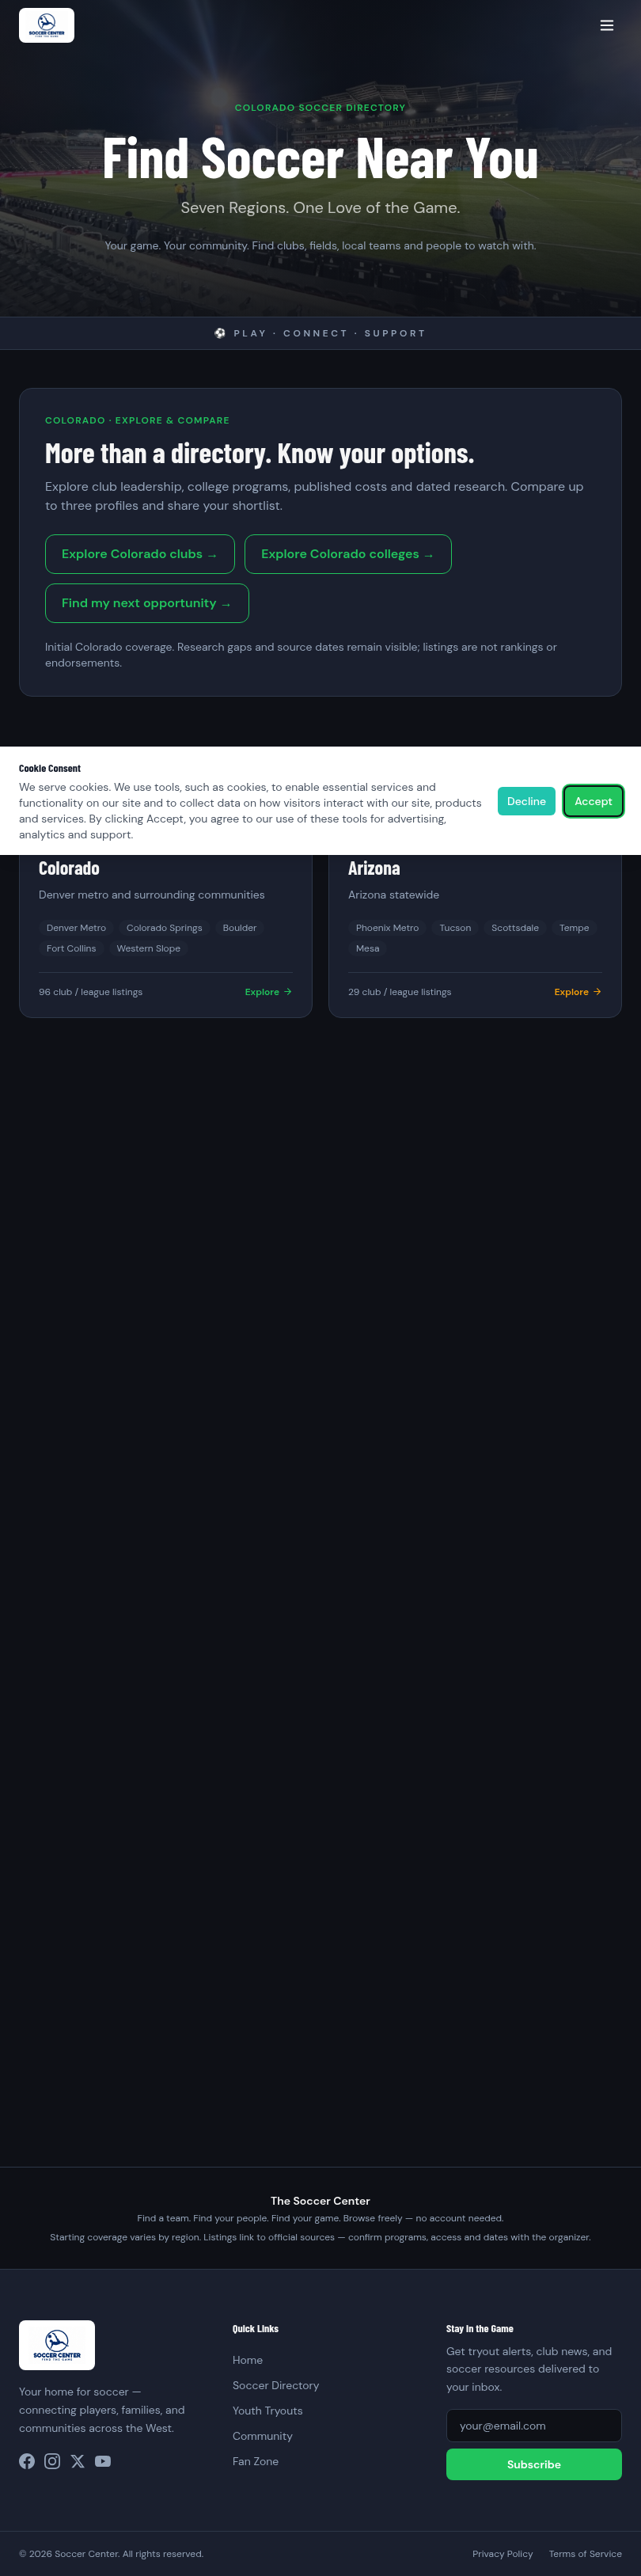 SOCCER CENTER
FIND THE GAME
COLORADO SOCCER DIRECTORY
Find Soccer Near You
Seven Regions. One Love of the Game.
Your game. Your community. Find clubs, fields, local teams and people to watch with.
⚽ PLAY · CONNECT · SUPPORT
COLORADO · EXPLORE & COMPARE
More than a directory. Know your options.
Explore club leadership, college programs, published costs and dated research. Compare up
to three profiles and share your shortlist.
Explore Colorado clubs →
Explore Colorado colleges →
Find my next opportunity →
Initial Colorado coverage. Research gaps and source dates remain visible; listings are not rankings or
endorsements.
Cookie Consent
We serve cookies. We use tools, such as cookies, to enable essential services and
functionality on our site and to collect data on how visitors interact with our site, products
and services. By clicking Accept, you agree to our use of these tools for advertising,
analytics and support.
Decline
Accept
Colorado
Denver metro and surrounding communities
Denver Metro
Colorado Springs
Boulder
Fort Collins
Western Slope
96 club / league listings
Explore →
Arizona
Arizona statewide
Phoenix Metro
Tucson
Scottsdale
Tempe
Mesa
29 club / league listings
Explore →
The Soccer Center
Find a team. Find your people. Find your game. Browse freely — no account needed.
Starting coverage varies by region. Listings link to official sources — confirm programs, access and dates with the organizer.
SOCCER CENTER
FIND THE GAME
Your home for soccer —
connecting players, families, and
communities across the West.
Quick Links
Home
Soccer Directory
Youth Tryouts
Community
Fan Zone
Stay in the Game
Get tryout alerts, club news, and
soccer resources delivered to
your inbox.
your@email.com
Subscribe
© 2026 Soccer Center. All rights reserved.
Privacy Policy
Terms of Service